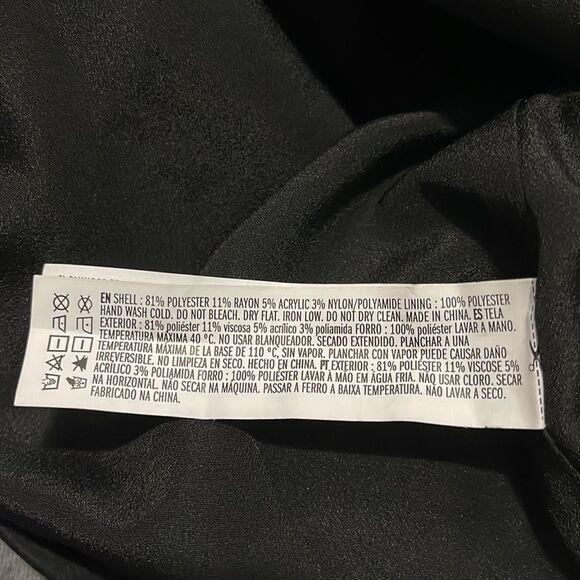 EN SHELL : 81% POLYESTER 11% RAYON 5% ACRYLIC 3% NYLON/POLYAMIDE LINING : 100% POLYESTER
HAND WASH COLD. DO NOT BLEACH. DRY FLAT. IRON LOW. DO NOT DRY CLEAN. MADE IN CHINA. ES TELA
EXTERIOR : 81% poliéster 11% viscosa 5% acrílico 3% poliamida FORRO : 100% poliéster LAVAR A MANO.
TEMPERATURA MÁXIMA 40 °C. NO USAR BLANQUEADOR. SECADO EXTENDIDO. PLANCHAR A UNA
TEMPERATURA MÁXIMA DE LA BASE DE 110 °C, SIN VAPOR. PLANCHAR CON VAPOR PUEDE CAUSAR DAÑO
IRREVERSIBLE. NO LIMPIEZA EN SECO. HECHO EN CHINA. PT EXTERIOR : 81% POLIÉSTER 11% VISCOSE 5%
ACRÍLICO 3% POLIAMIDA FORRO : 100% POLIÉSTER LAVAR À MÃO EM ÁGUA FRIA. NÃO USAR CLORO. SECAR
NA HORIZONTAL. NÃO SECAR NA MÁQUINA. PASSAR A FERRO A BAIXA TEMPERATURA. NÃO LAVAR A SECO.
FABRICADO NA CHINA.